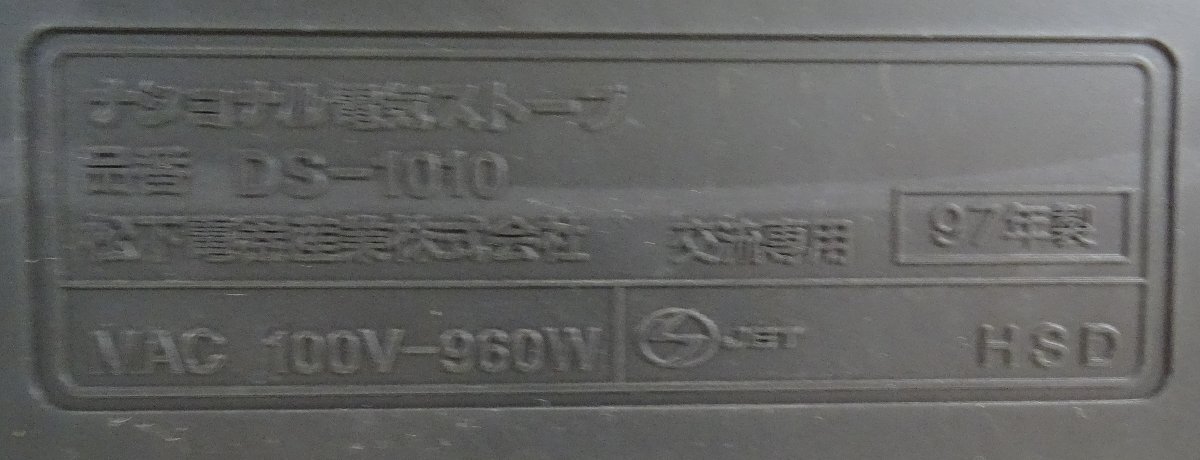 ナショナル電気ストーブ
品番 DS-1010
松下電器産業株式会社 交流専用 97年製
VAC 100V-960W JET HSD